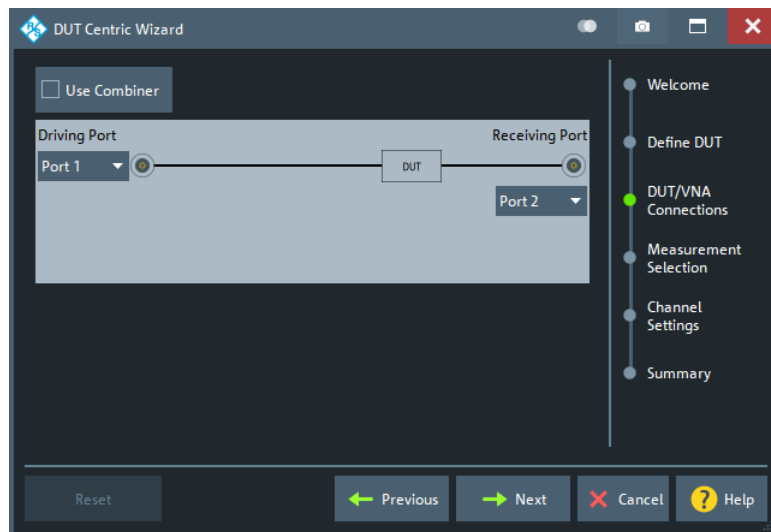 DUT Centric Wizard
Use Combiner
Driving Port
Receiving Port
Port 1
DUT
Port 2
Welcome
Define DUT
DUT/VNA
Connections
Measurement
Selection
Channel
Settings
Summary
Reset
Previous
Next
Cancel
? Help